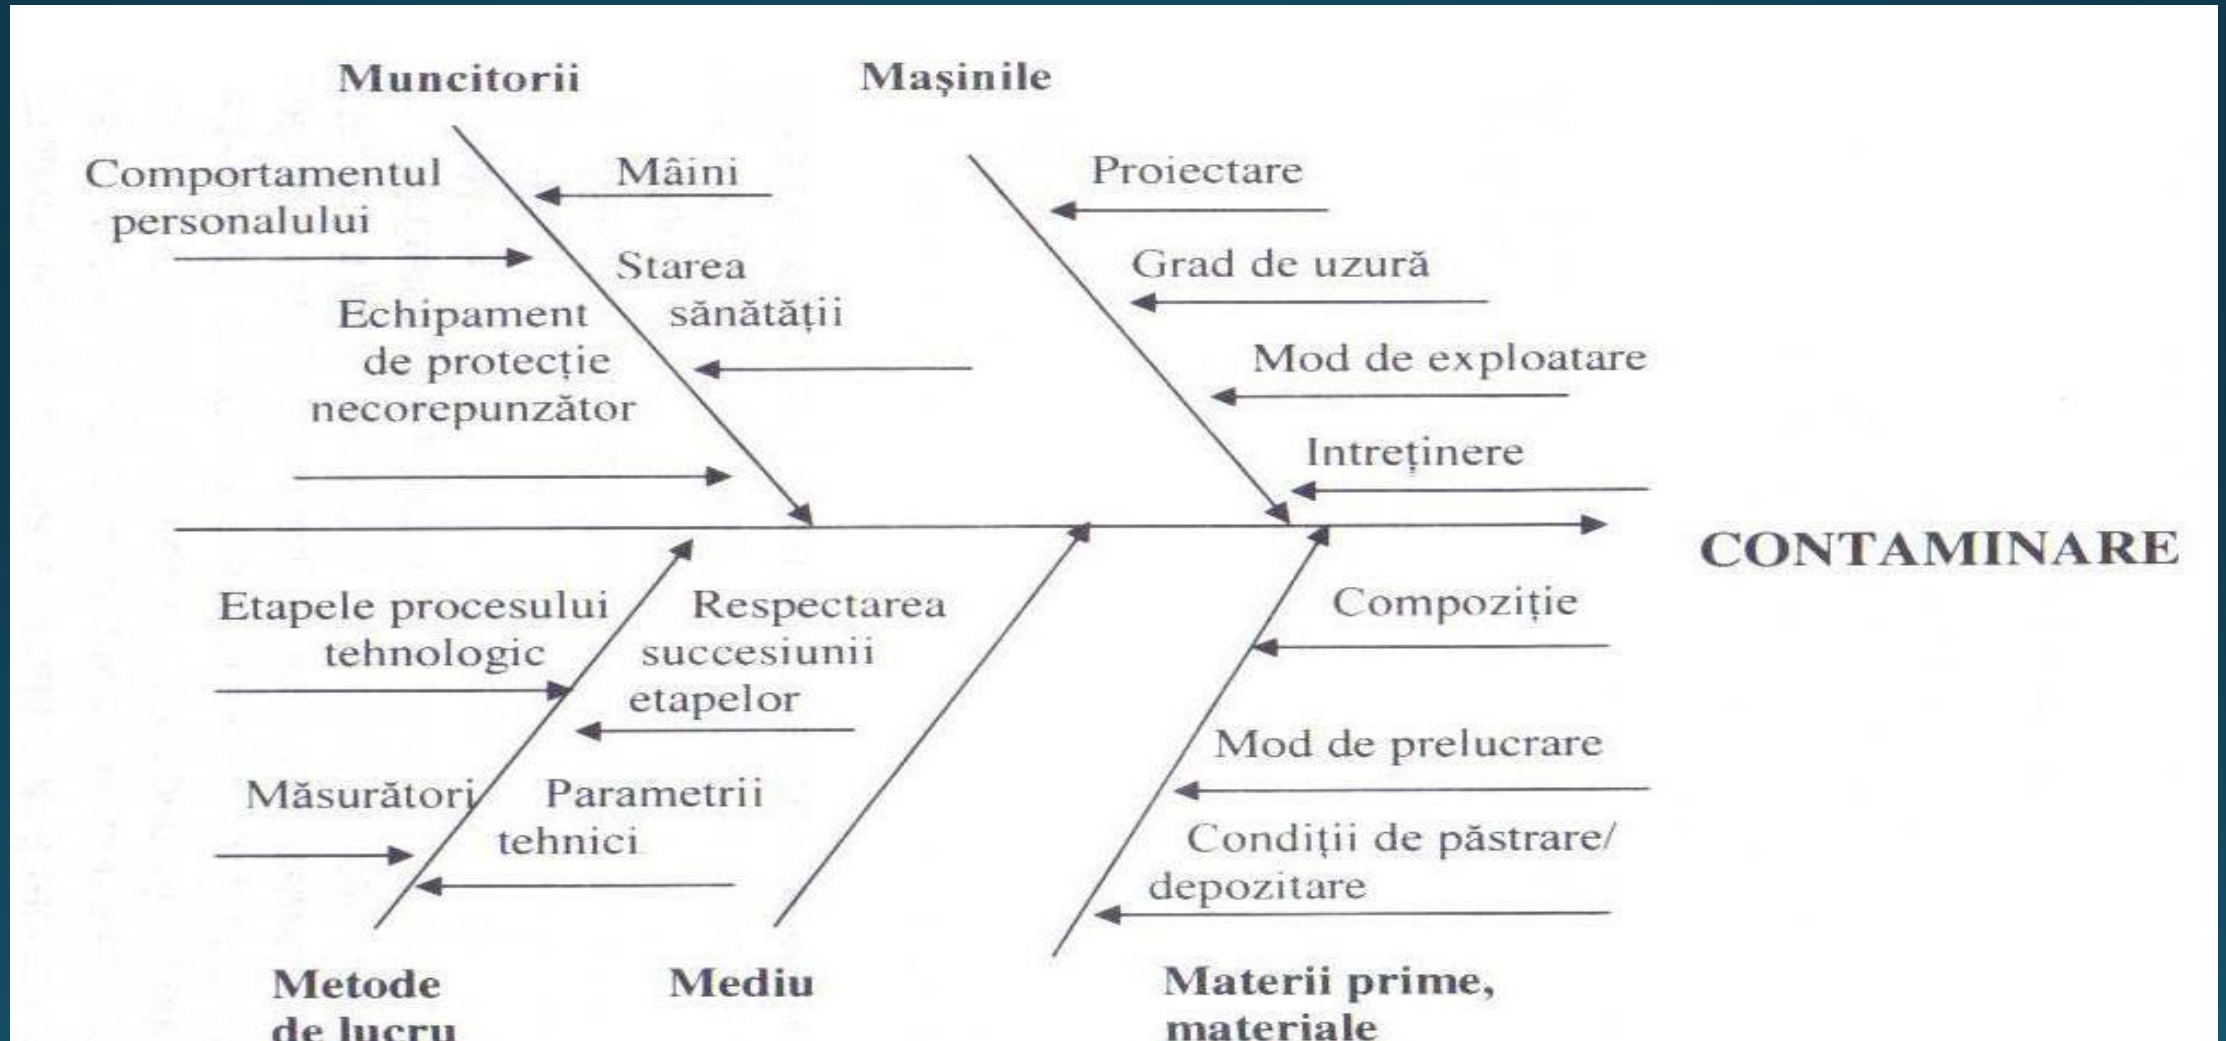 Muncitorii
Mașinile
Comportamentul
personalului
Mâini
Starea
sănătății
Echipament
de protecție
necorepunzător
Proiectare
Grad de uzură
Mod de exploatare
Intreținere
CONTAMINARE
Etapele procesului
tehnologic
Respectarea
succesiunii
etapelor
Măsurători
Parametrii
tehnici
Compoziție
Mod de prelucrare
Condiții de păstrare/
depozitare
Metode
de lucru
Mediu
Materii prime,
materiale